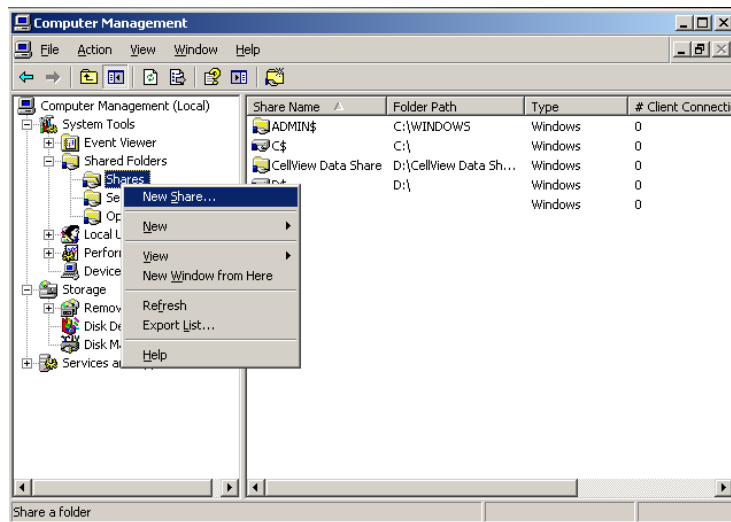 Computer Management
File Action View Window Help
Computer Management (Local)
System Tools
Event Viewer
Shared Folders
Shares
Se
Op
Local U
Perfor
Device
Storage
Remov
Disk De
Disk M
Services a
New Share...
New
View
New Window from Here
Refresh
Export List...
Help
Share Name Folder Path Type # Client Connecti
ADMIN$ C:\WINDOWS Windows 0
C$ C:\ Windows 0
CellView Data Share D:\CellView Data Sh... Windows 0
D:\ Windows 0
Windows 0
Share a folder